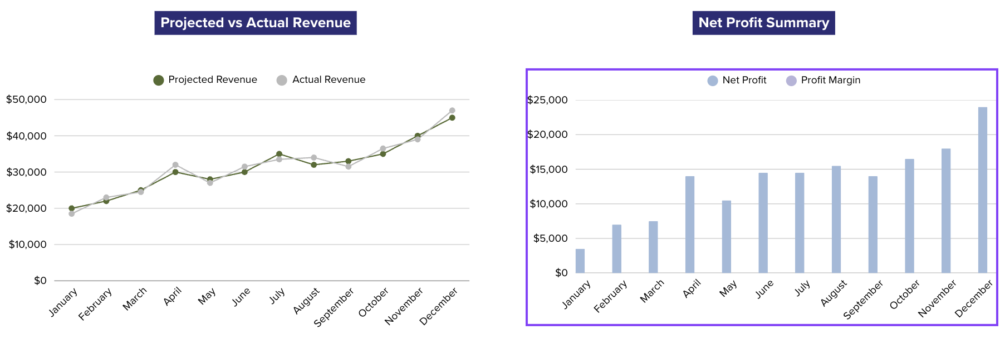 Projected vs Actual Revenue
Projected Revenue
Actual Revenue
$50,000
$40,000
$30,000
$20,000
$10,000
$0
January
February
March
April
May
June
July
August
September
October
November
December
Net Profit Summary
Net Profit
Profit Margin
$25,000
$20,000
$15,000
$10,000
$5,000
$0
January
February
March
April
May
June
July
August
September
October
November
December